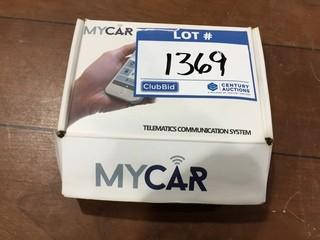 MYCAR
LOT #
1369
ClubBid
CENTURY AUCTIONS
TELEMATICS COMMUNICATION SYSTEM
MYCAR